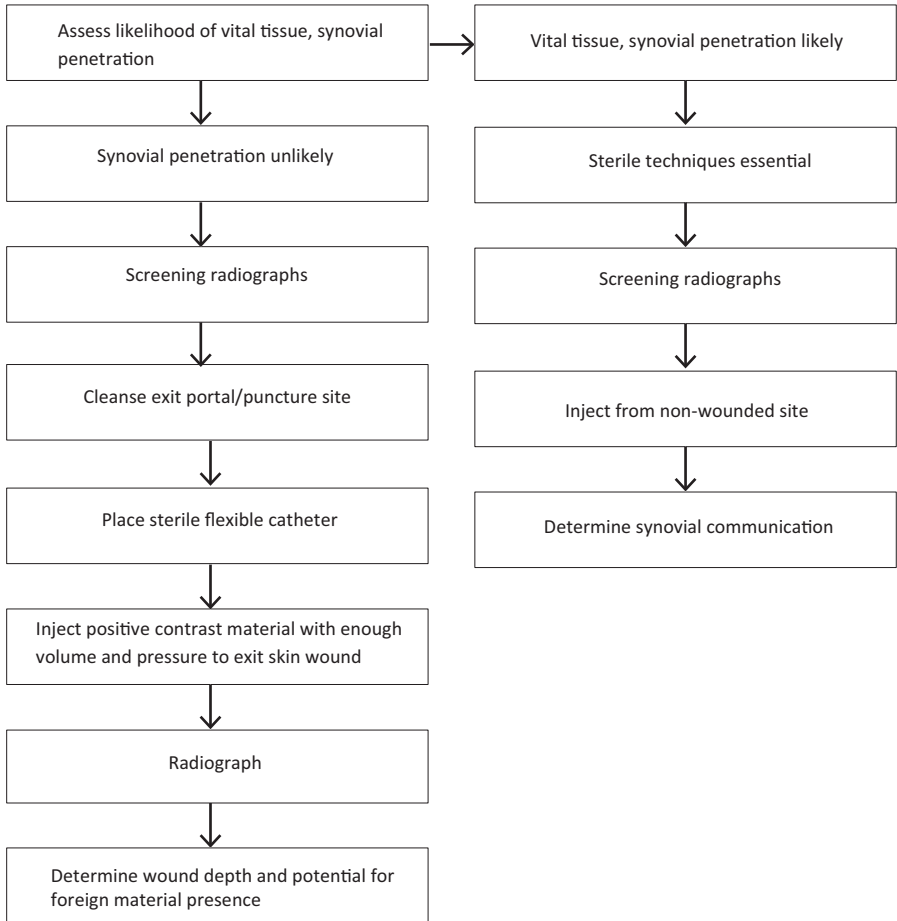 Assess likelihood of vital tissue, synovial
penetration
Vital tissue, synovial penetration likely
Synovial penetration unlikely
Sterile techniques essential
Screening radiographs
Screening radiographs
Cleanse exit portal/puncture site
Inject from non-wounded site
Place sterile flexible catheter
Determine synovial communication
Inject positive contrast material with enough
volume and pressure to exit skin wound
Radiograph
Determine wound depth and potential for
foreign material presence